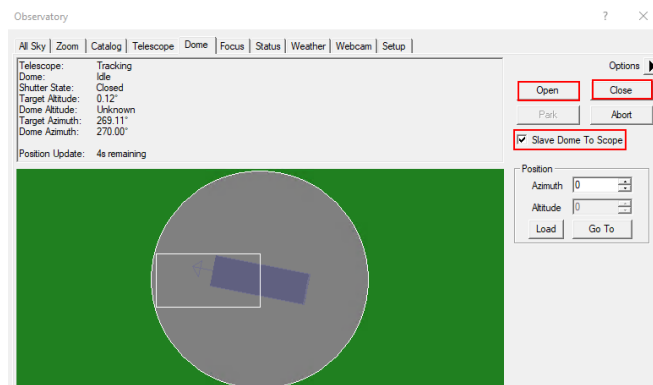 Observatory ? ×
All Sky Zoom Catalog Telescope Dome Focus Status Weather Webcam Setup
Telescope: Tracking
Dome: Idle
Shutter State: Closed
Target Altitude: 0.12°
Dome Altitude: Unknown
Target Azimuth: 269.11°
Dome Azimuth: 270.00°
Position Update: 4s remaining
Options
Open Close
Park Abort
Slave Dome To Scope
Position
Azimuth 0
Altitude 0
Load Go To